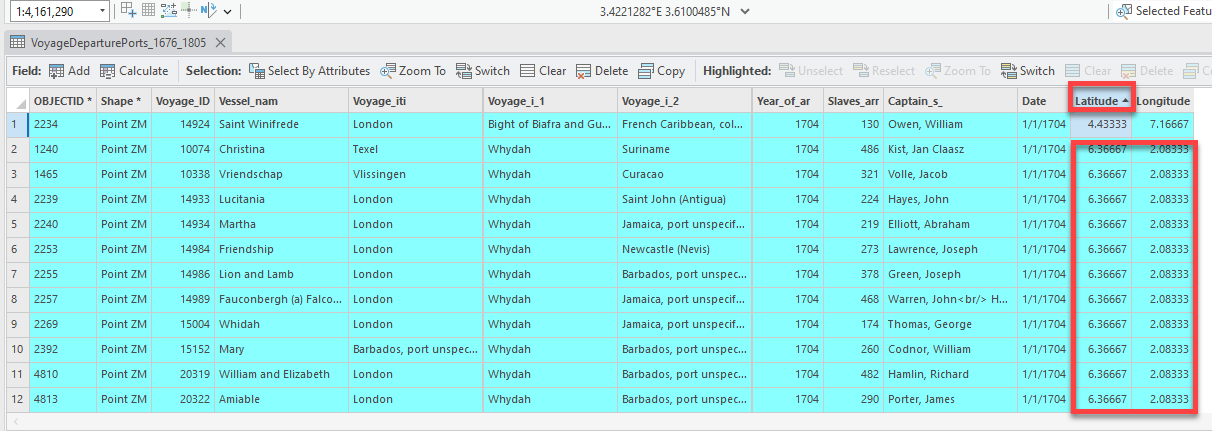 1:4,161,290 3.4221282°E 3.6100485°N Selected Featu
VoyageDeparturePorts_1676_1805
Field: Add Calculate Selection: Select By Attributes Zoom To Switch Clear Delete Copy Highlighted: Unselect Reselect Zoom To Switch Clear Delete Co
OBJECTID * Shape * Voyage_ID Vessel_nam Voyage_iti Voyage_i_1 Voyage_i_2 Year_of_ar Slaves_arr Captain_s_ Date Latitude Longitude
1 2234 Point ZM 14924 Saint Winifrede London Bight of Biafra and Gu... French Caribbean, col... 1704 130 Owen, William 1/1/1704 4.43333 7.16667
2 1240 Point ZM 10074 Christina Texel Whydah Suriname 1704 486 Kist, Jan Claasz 1/1/1704 6.36667 2.08333
3 1465 Point ZM 10338 Vriendschap Vlissingen Whydah Curacao 1704 321 Volle, Jacob 1/1/1704 6.36667 2.08333
4 2239 Point ZM 14933 Lucitania London Whydah Saint John (Antigua) 1704 224 Hayes, John 1/1/1704 6.36667 2.08333
5 2240 Point ZM 14934 Martha London Whydah Jamaica, port unspecif... 1704 219 Elliott, Abraham 1/1/1704 6.36667 2.08333
6 2253 Point ZM 14984 Friendship London Whydah Newcastle (Nevis) 1704 273 Lawrence, Joseph 1/1/1704 6.36667 2.08333
7 2255 Point ZM 14986 Lion and Lamb London Whydah Barbados, port unspec... 1704 378 Green, Joseph 1/1/1704 6.36667 2.08333
8 2257 Point ZM 14989 Fauconbergh (a) Falco... London Whydah Jamaica, port unspecif... 1704 468 Warren, John<br/> H... 1/1/1704 6.36667 2.08333
9 2269 Point ZM 15004 Whidah London Whydah Jamaica, port unspecif... 1704 174 Thomas, George 1/1/1704 6.36667 2.08333
10 2392 Point ZM 15152 Mary Barbados, port unspec... Whydah Barbados, port unspec... 1704 260 Codnor, William 1/1/1704 6.36667 2.08333
11 4810 Point ZM 20319 William and Elizabeth London Whydah Barbados, port unspec... 1704 482 Hamlin, Richard 1/1/1704 6.36667 2.08333
12 4813 Point ZM 20322 Amiable London Whydah Barbados, port unspec... 1704 290 Porter, James 1/1/1704 6.36667 2.08333